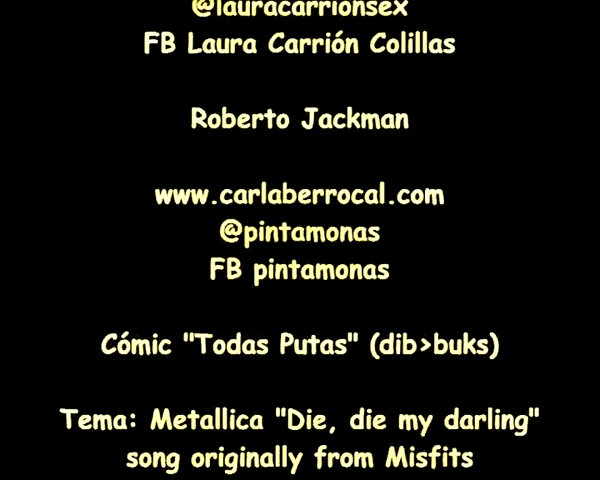 @lauracarrionsex
FB Laura Carrión Colillas
Roberto Jackman
www.carlaberrocal.com
@pintamonas
FB pintamonas
Cómic "Todas Putas" (dib>buks)
Tema: Metallica "Die, die my darling"
song originally from Misfits